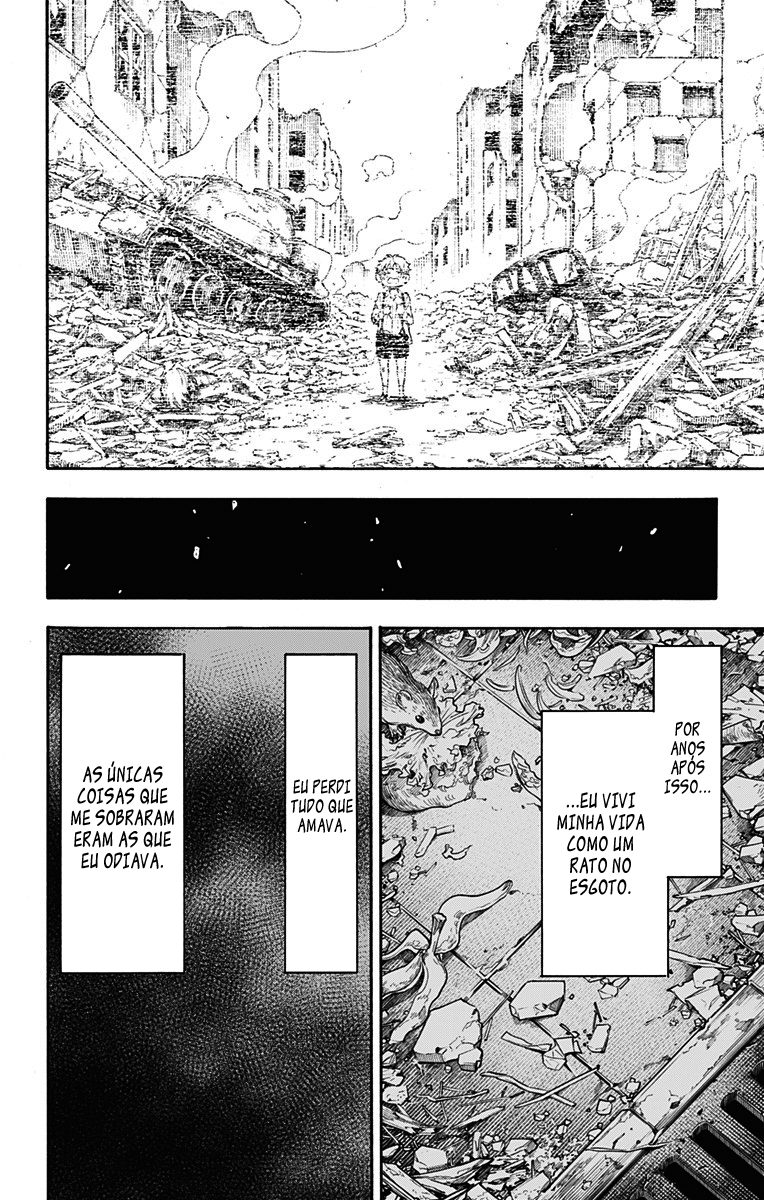 POR
ANOS
APÓS
ISSO...
...EU VIVI
MINHA VIDA
COMO UM
RATO NO
ESGOTO.
EU PERDI
TUDO QUE
AMAVA.
AS ÚNICAS
COISAS QUE
ME SOBRARAM
ERAM AS QUE
EU ODIAVA.